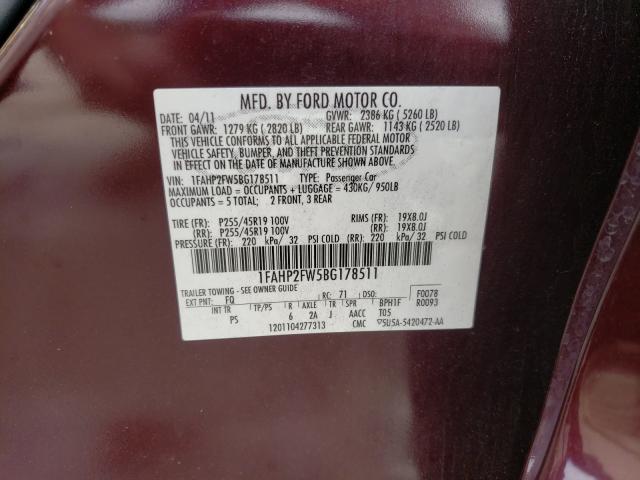 MFD. BY FORD MOTOR CO.
DATE: 04/11 GVWR: 2386 KG ( 5260 LB)
FRONT GAWR: 1279 KG ( 2820 LB) REAR GAWR: 1143 KG ( 2520 LB)
THIS VEHICLE CONFORMS TO ALL APPLICABLE FEDERAL MOTOR
VEHICLE SAFETY, BUMPER, AND THEFT PREVENTION STANDARDS
IN EFFECT ON THE DATE OF MANUFACTURE SHOWN ABOVE.
VIN: 1FAHP2FW5BG178511 TYPE: Passenger Car
MAXIMUM LOAD = OCCUPANTS + LUGGAGE = 430KG/ 950LB
OCCUPANTS = 5 TOTAL; 2 FRONT, 3 REAR
TIRE (FR): P255/45R19 100V RIMS (FR): 19X8.0J
(RR): P255/45R19 100V (RR): 19X8.0J
PRESSURE (FR): 220 kPa/ 32 PSI COLD (RR): 220 kPa/ 32 PSI COLD
1FAHP2FW5BG178511
TRAILER TOWING - SEE OWNER GUIDE
EXT PNT: FQ RC: 71 DSO: F0078
INT TR TP/PS R AXLE TR SPR BPH1F R0093
PS 6 2A J AACC T05
1201104277313 CMC 5U5A-5420472-AA